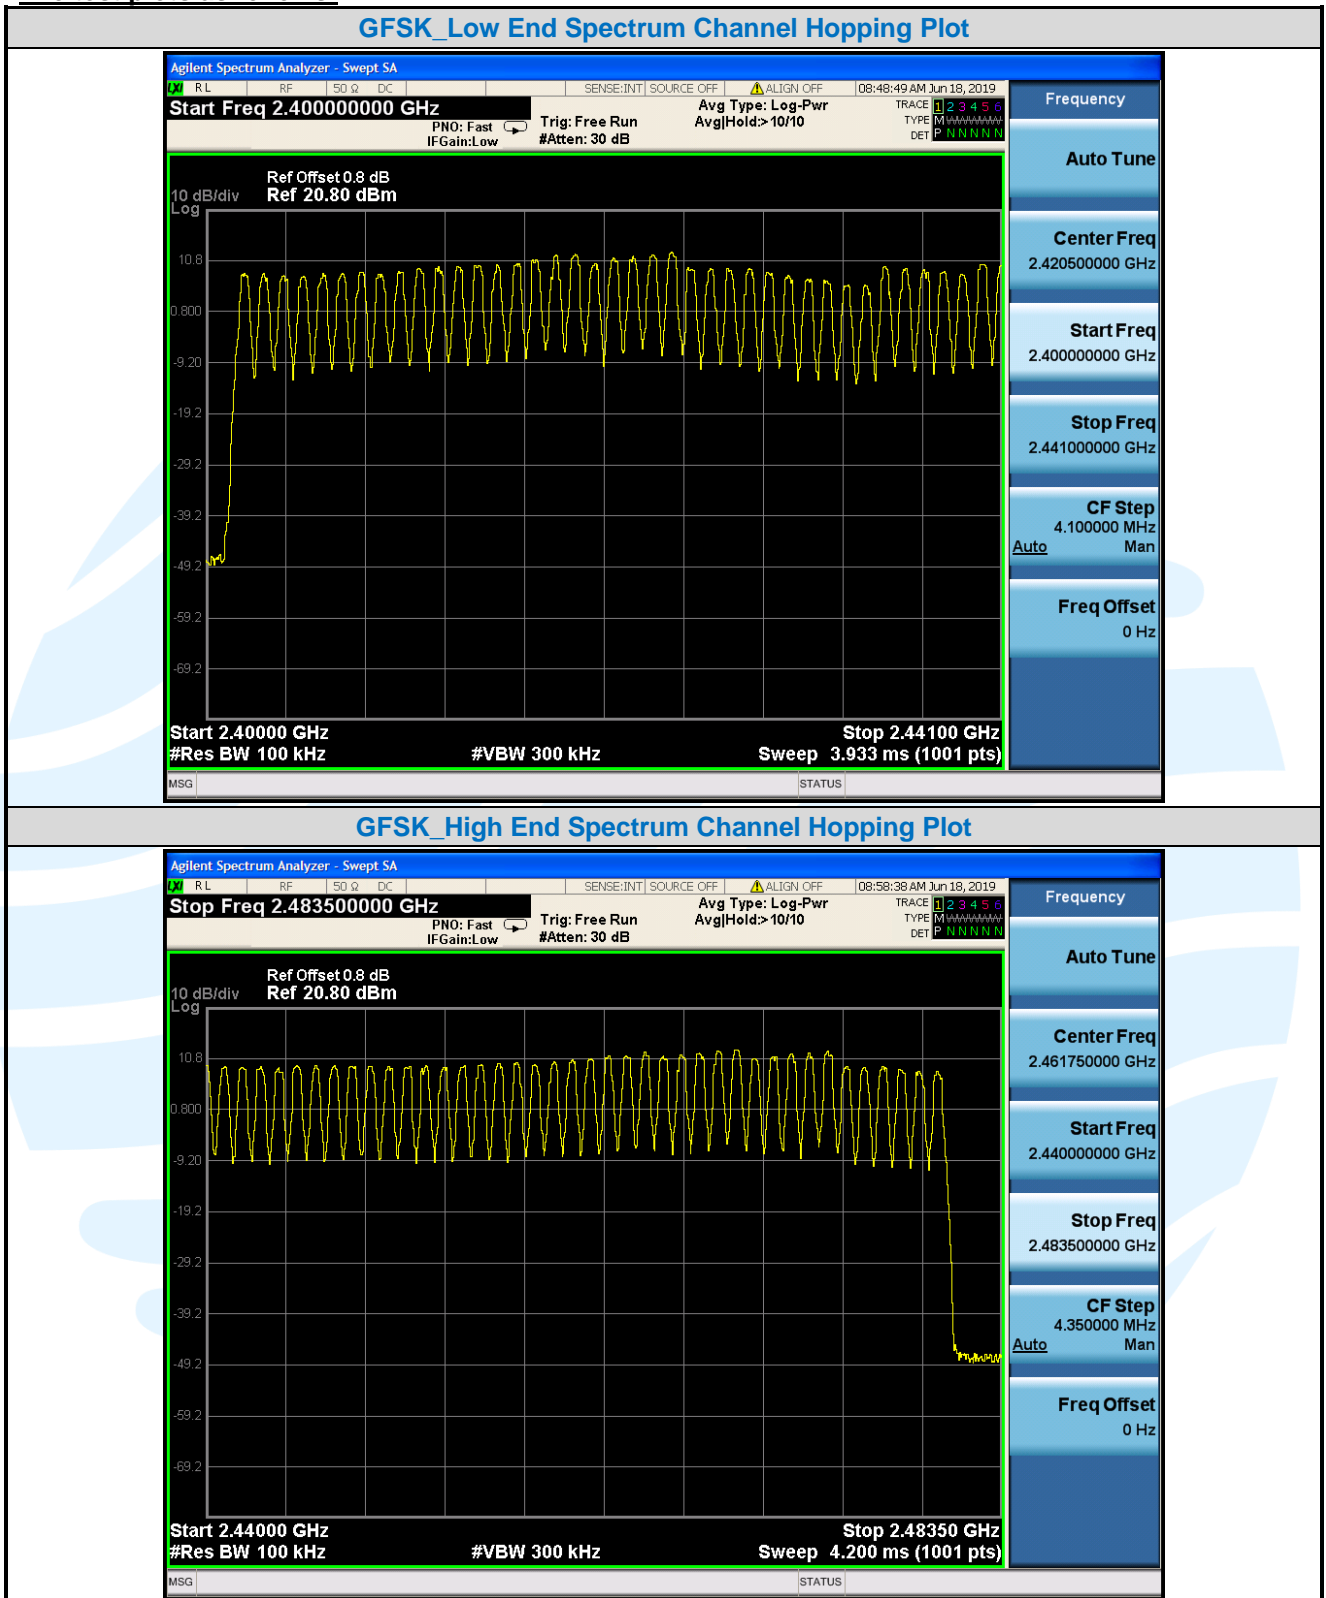 GFSK_Low End Spectrum Channel Hopping Plot
Agilent Spectrum Analyzer - Swept SA
LXI RL RF 50 Ω DC SENSE:INT SOURCE OFF ALIGN OFF 08:48:49 AM Jun 18, 2019
Start Freq 2.400000000 GHz
PNO: Fast
IFGain:Low
Trig: Free Run
#Atten: 30 dB
Avg Type: Log-Pwr
Avg|Hold:>10/10
TRACE 1 2 3 4 5 6
TYPE M WWWWW
DET P N N N N N
Ref Offset 0.8 dB
10 dB/div Ref 20.80 dBm
Log
10.8
0.800
-9.20
-19.2
-29.2
-39.2
-49.2
-59.2
-69.2
Start 2.40000 GHz Stop 2.44100 GHz
#Res BW 100 kHz #VBW 300 kHz Sweep 3.933 ms (1001 pts)
MSG STATUS
Frequency
Auto Tune
Center Freq
2.420500000 GHz
Start Freq
2.400000000 GHz
Stop Freq
2.441000000 GHz
CF Step
4.100000 MHz
Auto Man
Freq Offset
0 Hz
GFSK_High End Spectrum Channel Hopping Plot
Agilent Spectrum Analyzer - Swept SA
LXI RL RF 50 Ω DC SENSE:INT SOURCE OFF ALIGN OFF 08:58:38 AM Jun 18, 2019
Stop Freq 2.483500000 GHz
PNO: Fast
IFGain:Low
Trig: Free Run
#Atten: 30 dB
Avg Type: Log-Pwr
Avg|Hold:>10/10
TRACE 1 2 3 4 5 6
TYPE M WWWWW
DET P N N N N N
Ref Offset 0.8 dB
10 dB/div Ref 20.80 dBm
Log
10.8
0.800
-9.20
-19.2
-29.2
-39.2
-49.2
-59.2
-69.2
Start 2.44000 GHz Stop 2.48350 GHz
#Res BW 100 kHz #VBW 300 kHz Sweep 4.200 ms (1001 pts)
MSG STATUS
Frequency
Auto Tune
Center Freq
2.461750000 GHz
Start Freq
2.440000000 GHz
Stop Freq
2.483500000 GHz
CF Step
4.350000 MHz
Auto Man
Freq Offset
0 Hz